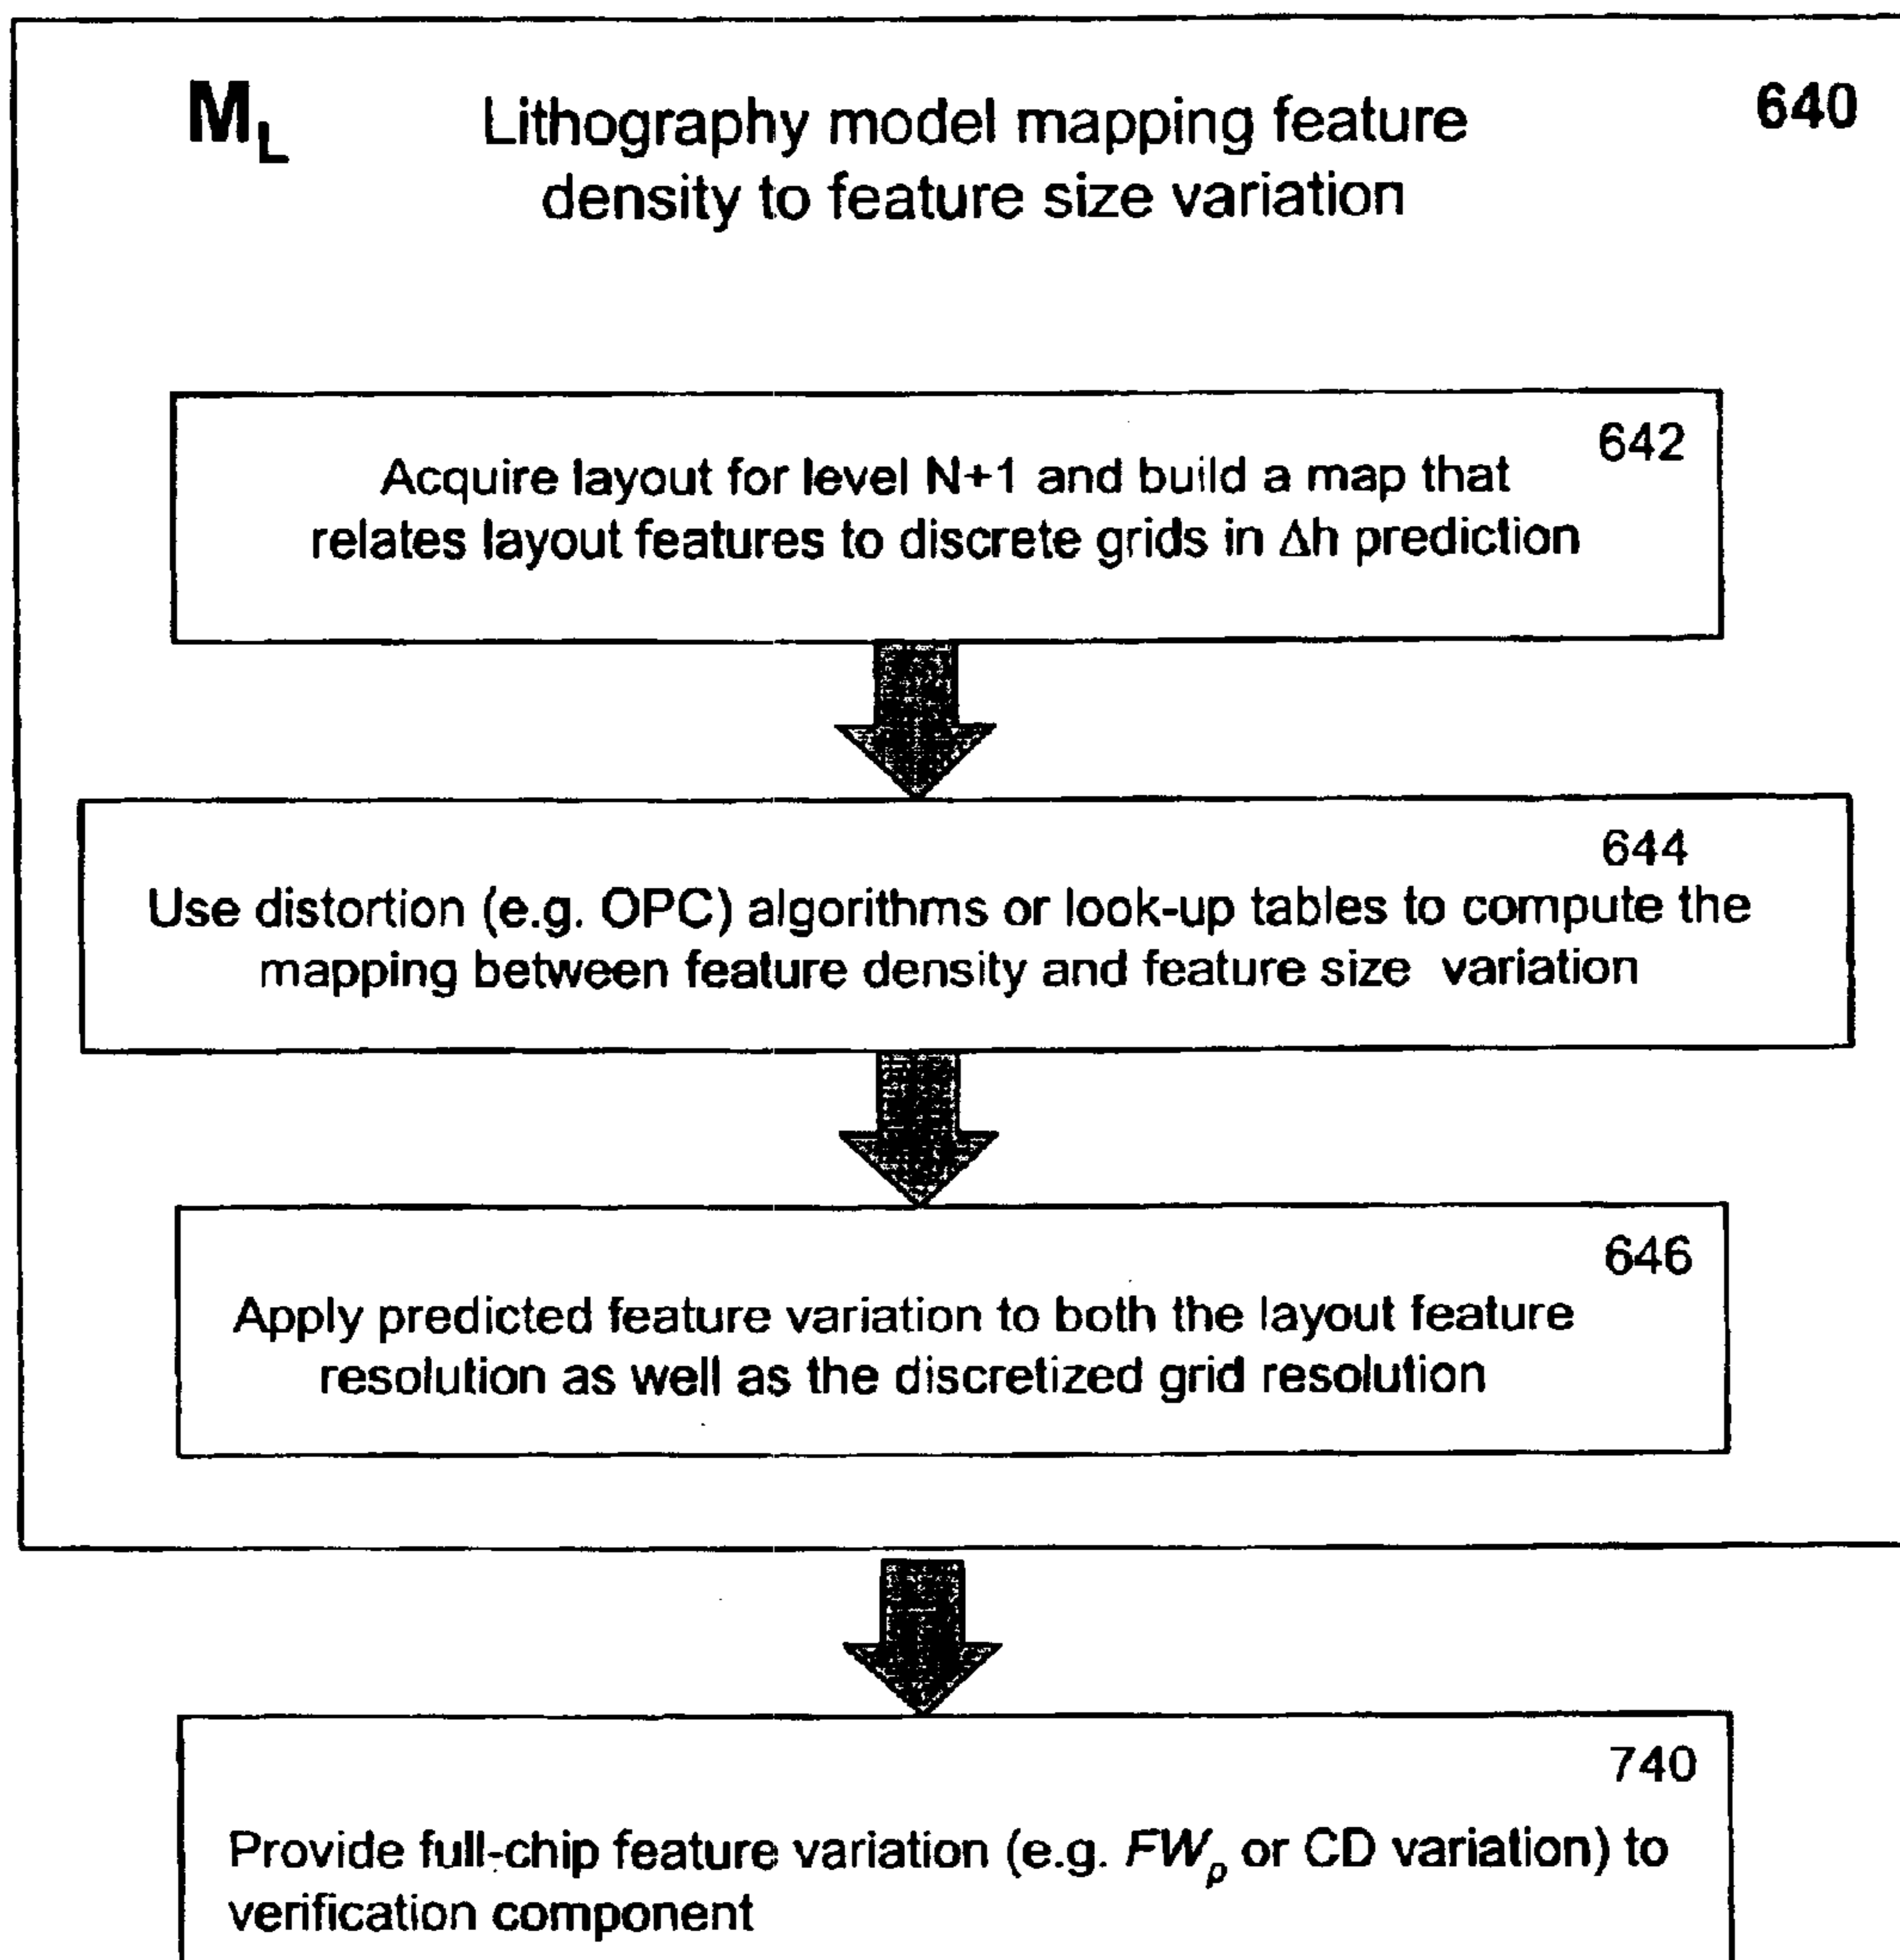 M_L Lithography model mapping feature 640
density to feature size variation
642
Acquire layout for level N+1 and build a map that
relates layout features to discrete grids in Δh prediction
644
Use distortion (e.g. OPC) algorithms or look-up tables to compute the
mapping between feature density and feature size variation
646
Apply predicted feature variation to both the layout feature
resolution as well as the discretized grid resolution
740
Provide full-chip feature variation (e.g. FW_ρ or CD variation) to
verification component